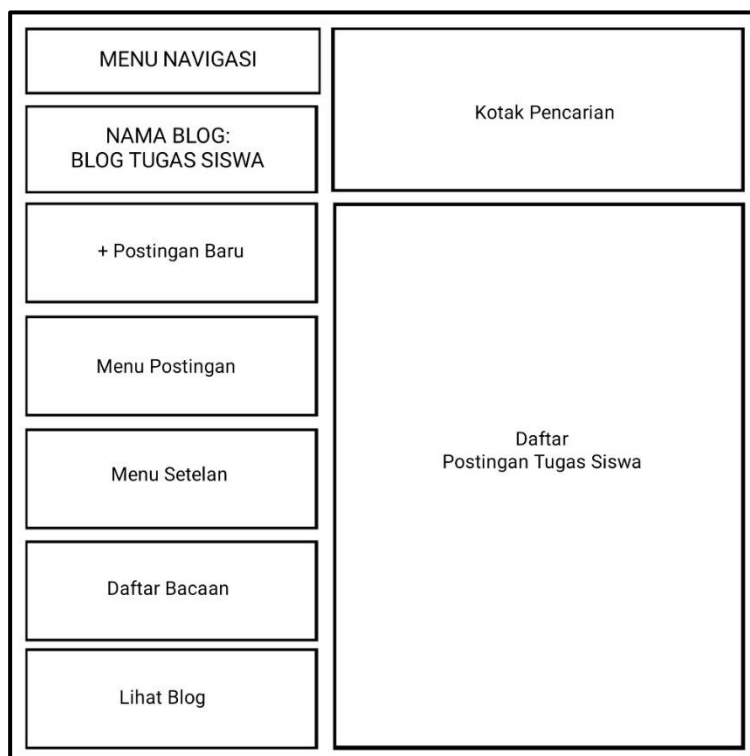 MENU NAVIGASI
NAMA BLOG:
BLOG TUGAS SISWA
+ Postingan Baru
Menu Postingan
Menu Setelan
Daftar Bacaan
Lihat Blog
Kotak Pencarian
Daftar
Postingan Tugas Siswa